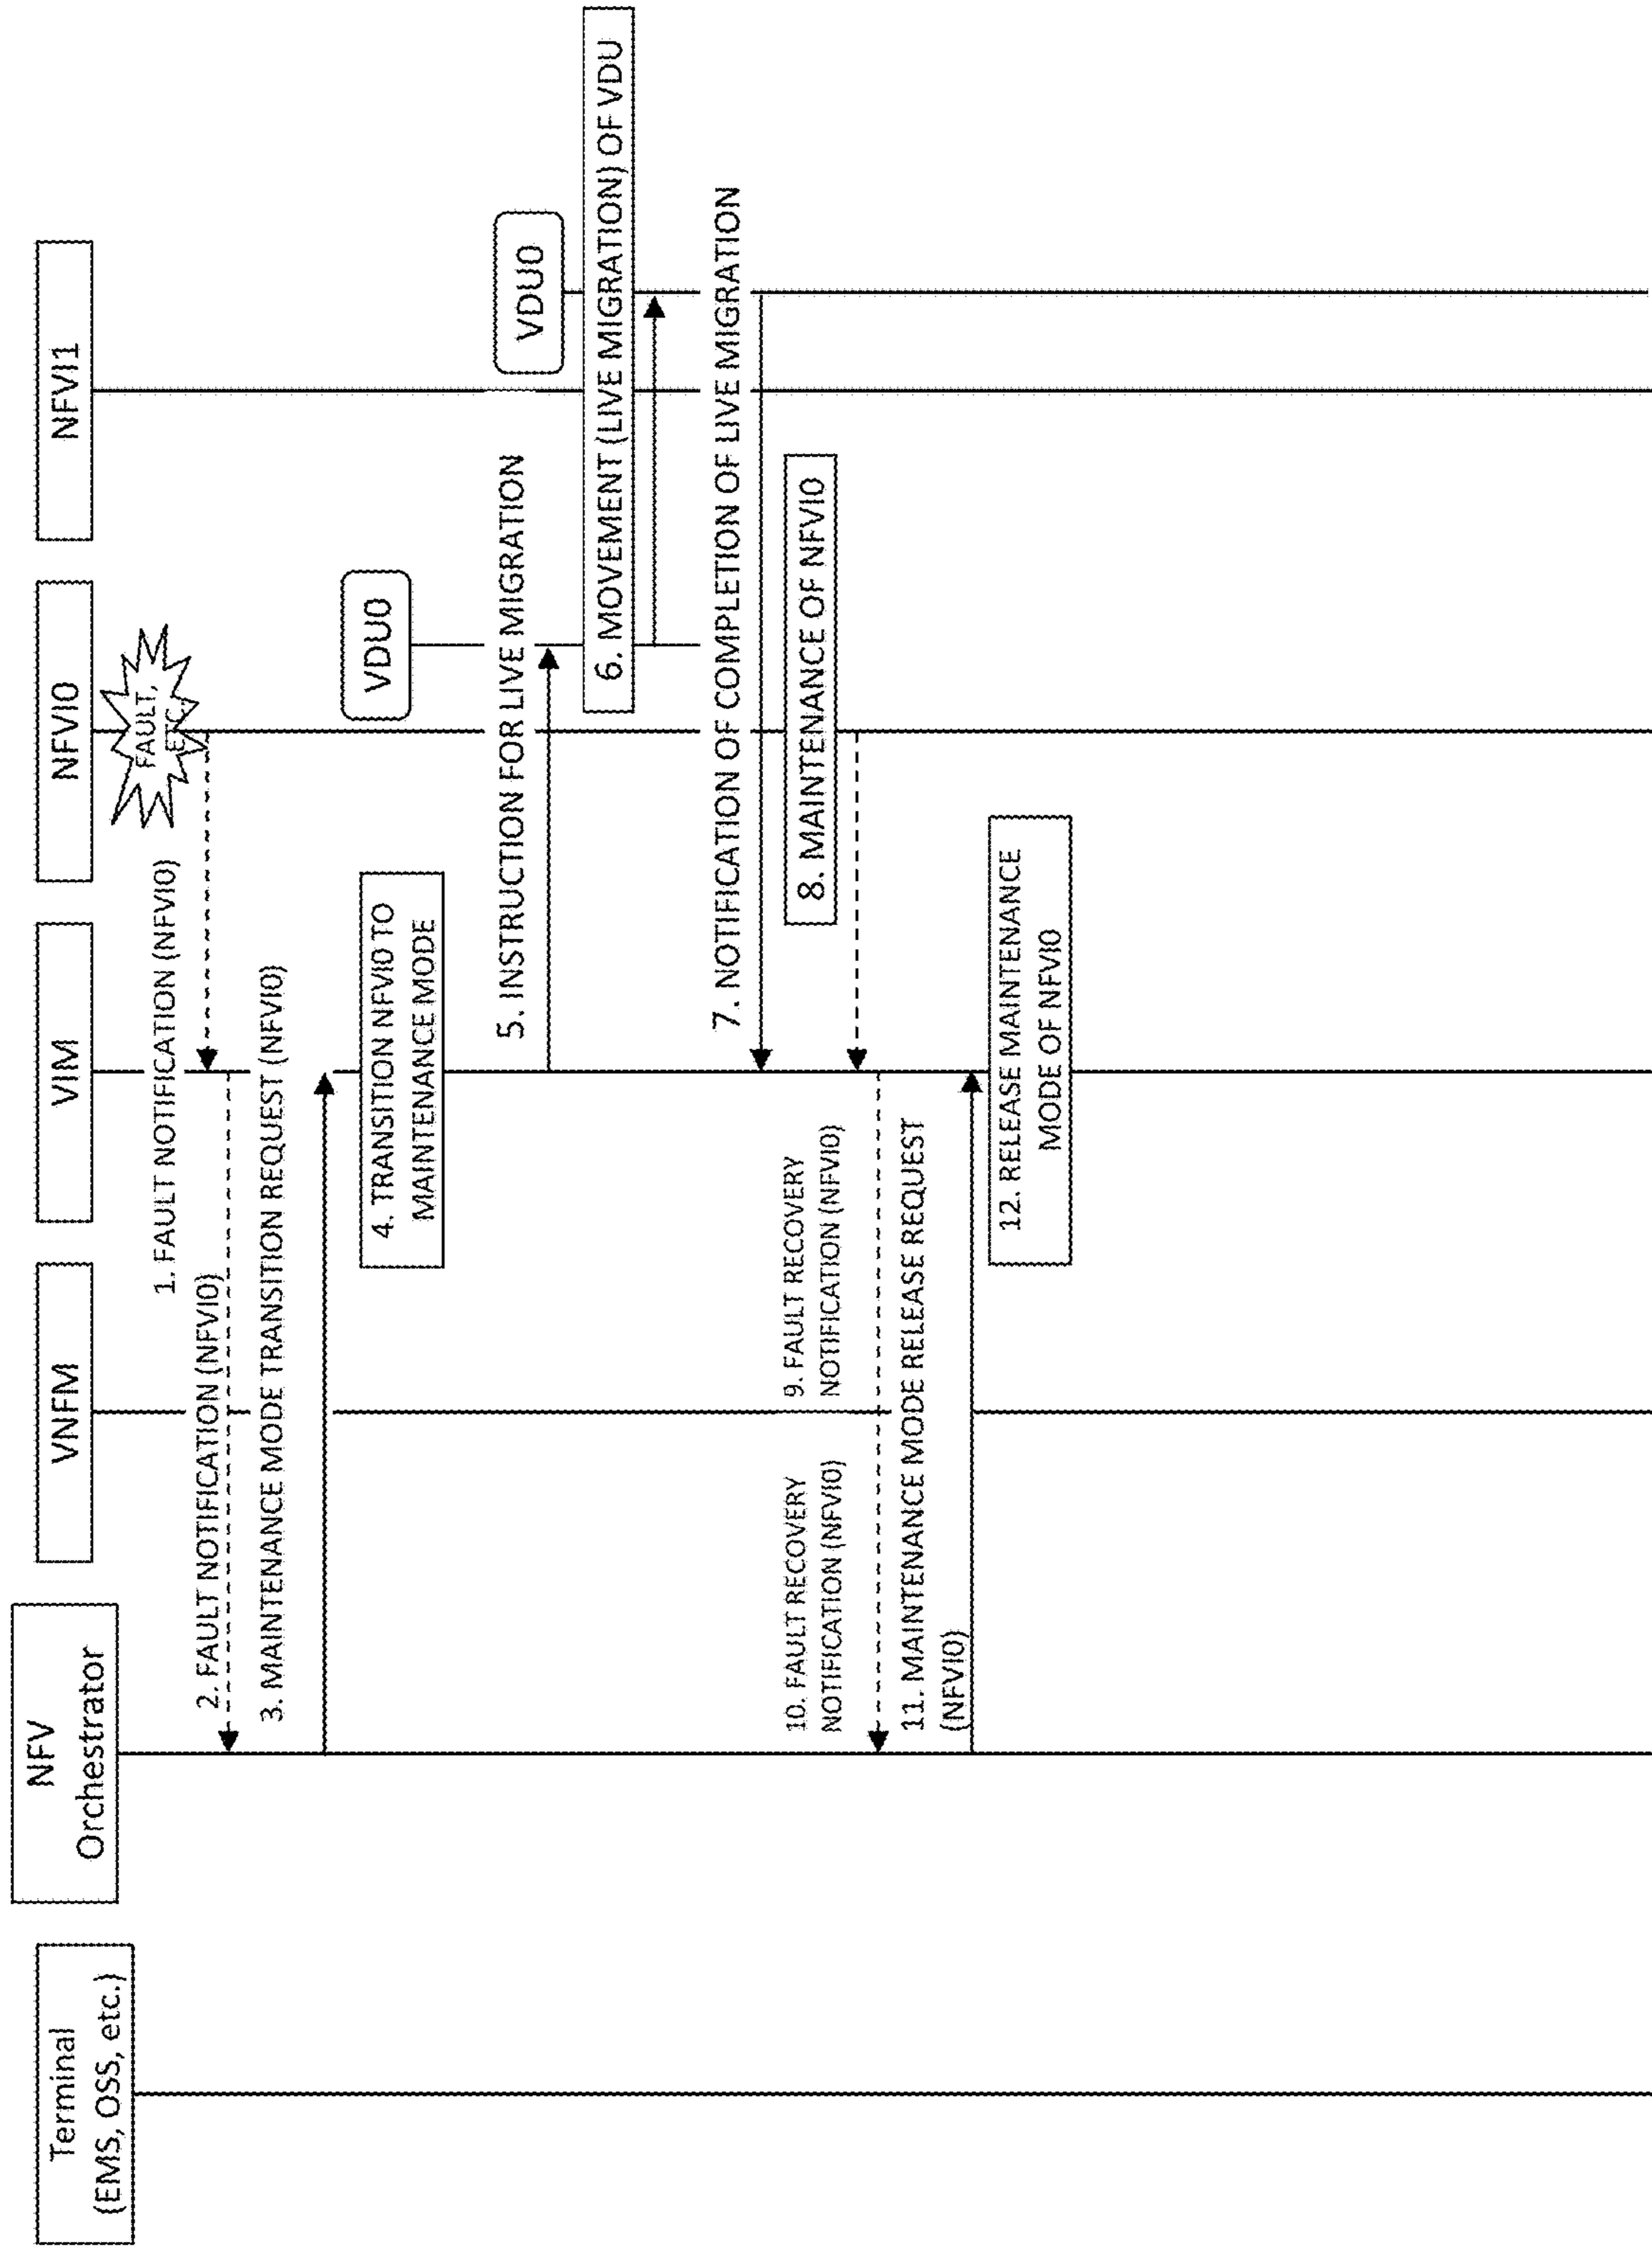 Terminal
(EMS, OSS, etc.)
NFV
Orchestrator
VNFM
VIM
NFVI0
NFVI1
FAULT,
ETC.
1. FAULT NOTIFICATION (NFVI0)
2. FAULT NOTIFICATION (NFVI0)
3. MAINTENANCE MODE TRANSITION REQUEST (NFVI0)
VDU0
4. TRANSITION NFVI0 TO
MAINTENANCE MODE
5. INSTRUCTION FOR LIVE MIGRATION
VDU0
6. MOVEMENT (LIVE MIGRATION) OF VDU
7. NOTIFICATION OF COMPLETION OF LIVE MIGRATION
8. MAINTENANCE OF NFVI0
9. FAULT RECOVERY
NOTIFICATION (NFVI0)
10. FAULT RECOVERY
NOTIFICATION (NFVI0)
11. MAINTENANCE MODE RELEASE REQUEST
(NFVI0)
12. RELEASE MAINTENANCE
MODE OF NFVI0